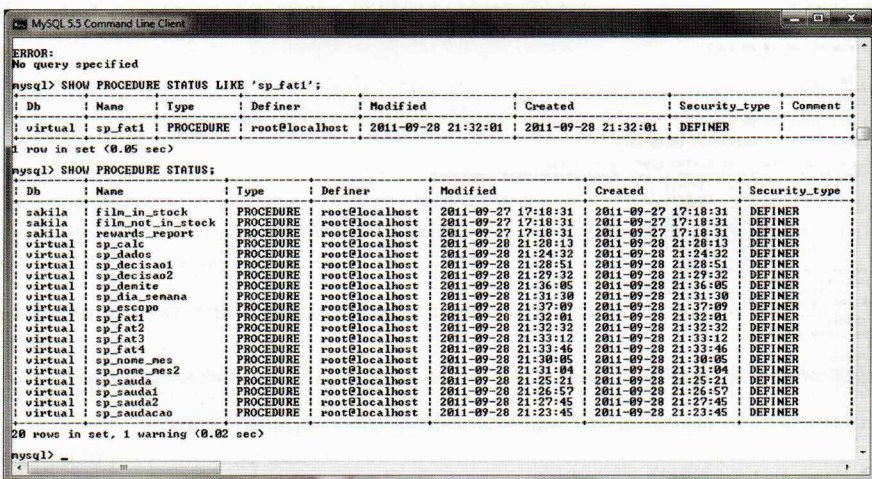 MySQL 5.5 Command Line Client
ERROR:
No query specified
mysql> SHOW PROCEDURE STATUS LIKE 'sp_fat1';
| Db | Name | Type | Definer | Modified | Created | Security_type | Comment |
| virtual | sp_fat1 | PROCEDURE | root@localhost | 2011-09-28 21:32:01 | 2011-09-28 21:32:01 | DEFINER | |
1 row in set (0.05 sec)
mysql> SHOW PROCEDURE STATUS;
| Db | Name | Type | Definer | Modified | Created | Security_type |
| sakila | film_in_stock | PROCEDURE | root@localhost | 2011-09-27 17:18:31 | 2011-09-27 17:18:31 | DEFINER
| sakila | film_not_in_stock | PROCEDURE | root@localhost | 2011-09-27 17:18:31 | 2011-09-27 17:18:31 | DEFINER
| sakila | rewards_report | PROCEDURE | root@localhost | 2011-09-27 17:18:31 | 2011-09-27 17:18:31 | DEFINER
| virtual | sp_calc | PROCEDURE | root@localhost | 2011-09-28 21:28:13 | 2011-09-28 21:28:13 | DEFINER
| virtual | sp_dados | PROCEDURE | root@localhost | 2011-09-28 21:24:32 | 2011-09-28 21:24:32 | DEFINER
| virtual | sp_decisao1 | PROCEDURE | root@localhost | 2011-09-28 21:28:51 | 2011-09-28 21:28:51 | DEFINER
| virtual | sp_decisao2 | PROCEDURE | root@localhost | 2011-09-28 21:29:32 | 2011-09-28 21:29:32 | DEFINER
| virtual | sp_demite | PROCEDURE | root@localhost | 2011-09-28 21:36:05 | 2011-09-28 21:36:05 | DEFINER
| virtual | sp_dia_semana | PROCEDURE | root@localhost | 2011-09-28 21:31:30 | 2011-09-28 21:31:30 | DEFINER
| virtual | sp_escopo | PROCEDURE | root@localhost | 2011-09-28 21:37:09 | 2011-09-28 21:37:09 | DEFINER
| virtual | sp_fat1 | PROCEDURE | root@localhost | 2011-09-28 21:32:01 | 2011-09-28 21:32:01 | DEFINER
| virtual | sp_fat2 | PROCEDURE | root@localhost | 2011-09-28 21:32:32 | 2011-09-28 21:32:32 | DEFINER
| virtual | sp_fat3 | PROCEDURE | root@localhost | 2011-09-28 21:33:12 | 2011-09-28 21:33:12 | DEFINER
| virtual | sp_fat4 | PROCEDURE | root@localhost | 2011-09-28 21:33:46 | 2011-09-28 21:33:46 | DEFINER
| virtual | sp_nome_mes | PROCEDURE | root@localhost | 2011-09-28 21:30:05 | 2011-09-28 21:30:05 | DEFINER
| virtual | sp_nome_mes2 | PROCEDURE | root@localhost | 2011-09-28 21:31:04 | 2011-09-28 21:31:04 | DEFINER
| virtual | sp_sauda | PROCEDURE | root@localhost | 2011-09-28 21:25:21 | 2011-09-28 21:25:21 | DEFINER
| virtual | sp_sauda1 | PROCEDURE | root@localhost | 2011-09-28 21:26:57 | 2011-09-28 21:26:57 | DEFINER
| virtual | sp_sauda2 | PROCEDURE | root@localhost | 2011-09-28 21:27:45 | 2011-09-28 21:27:45 | DEFINER
| virtual | sp_saudacao | PROCEDURE | root@localhost | 2011-09-28 21:23:45 | 2011-09-28 21:23:45 | DEFINER
20 rows in set, 1 warning (0.02 sec)
mysql> _